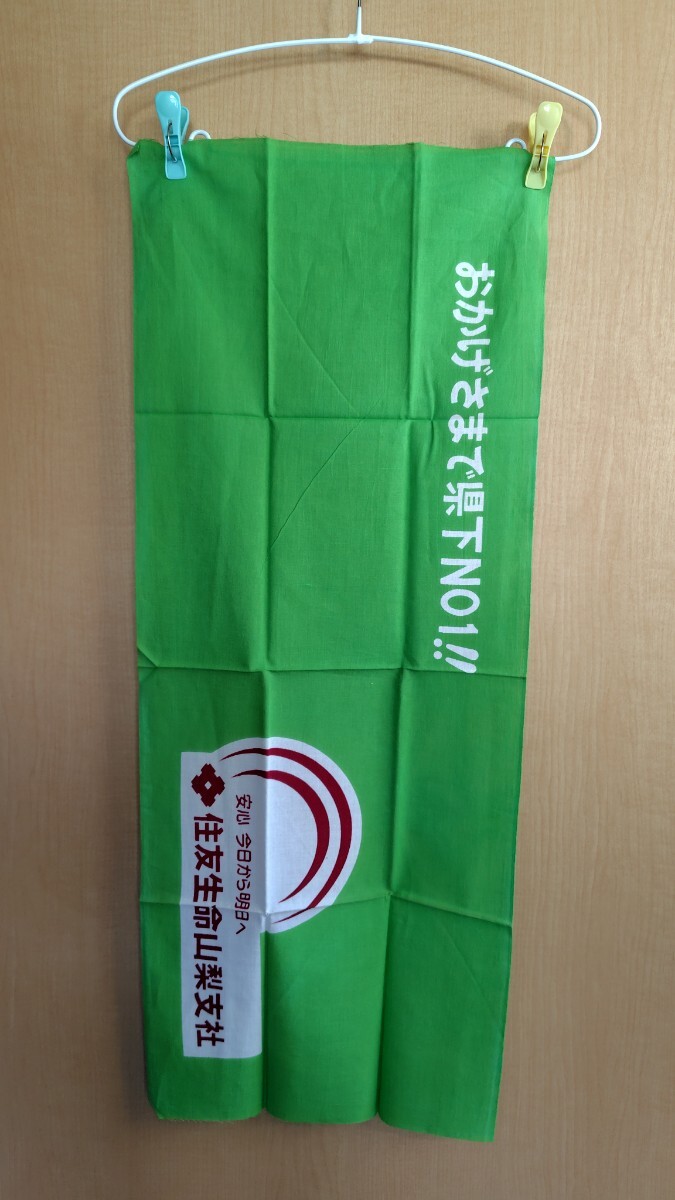 おかげさまで県下NO1!!
安心 今日から明日へ
住友生命山梨支社